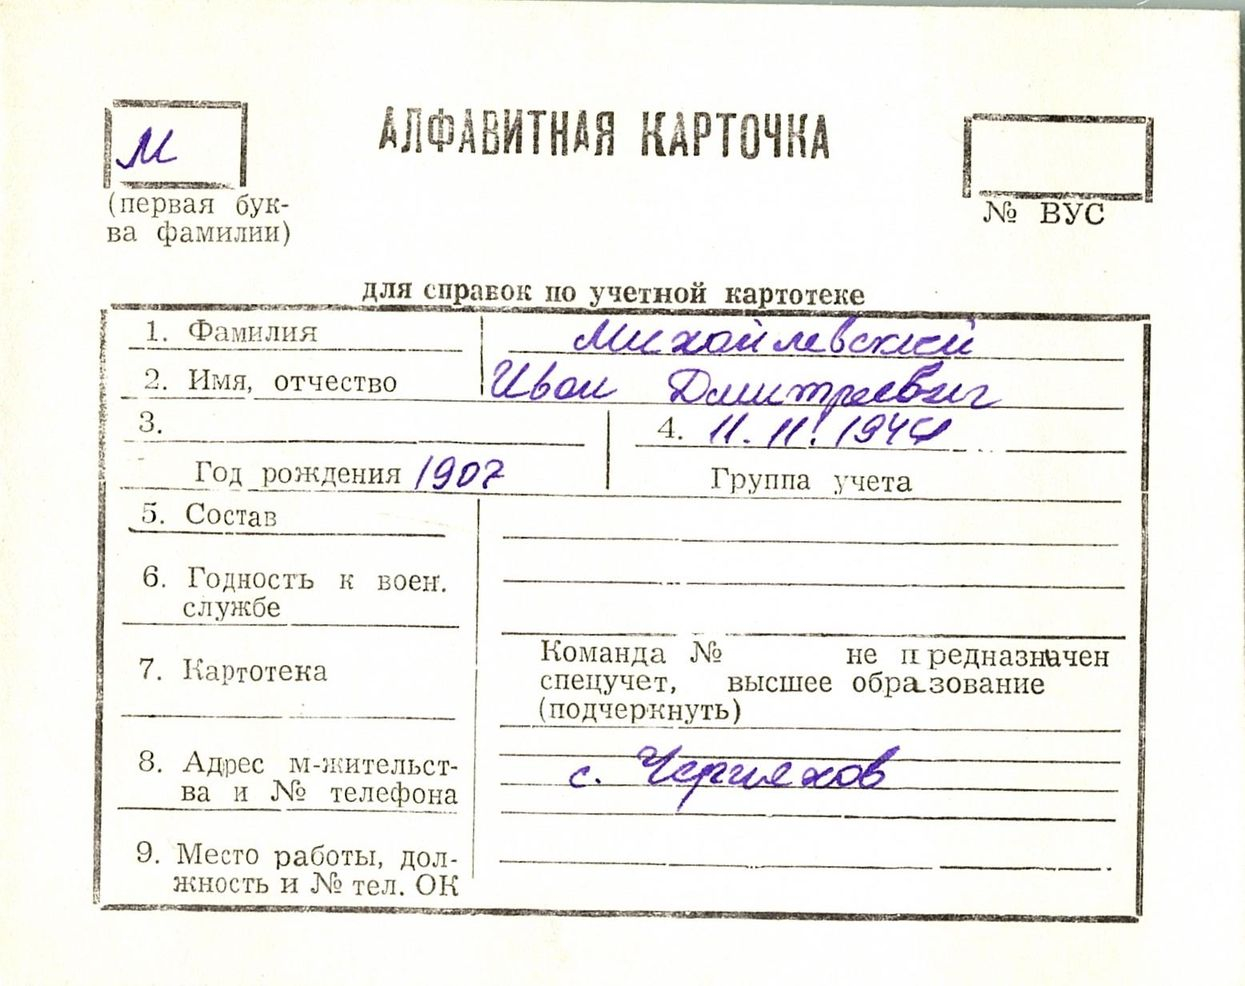 М
АЛФАВИТНАЯ КАРТОЧКА
(первая бук-
ва фамилии)
№ ВУС
для справок по учетной картотеке
1. Фамилия Михайлевский
2. Имя, отчество Иван Дмитриевич
3. 4. 11.11.1944
Год рождения 1907 Группа учета
5. Состав
6. Годность к воен.
службе
7. Картотека
Команда № не предназначен
спецучет, высшее образование
(подчеркнуть)
8. Адрес м-жительст-
ва и № телефона
с. Черняхов
9. Место работы, дол-
жность и № тел. ОК